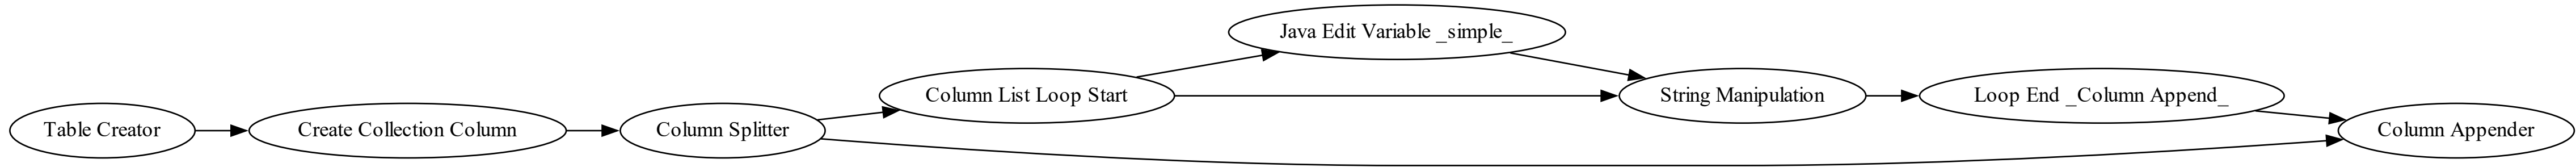 Table Creator
Create Collection Column
Column Splitter
Column List Loop Start
Java Edit Variable _simple_
String Manipulation
Loop End _Column Append_
Column Appender